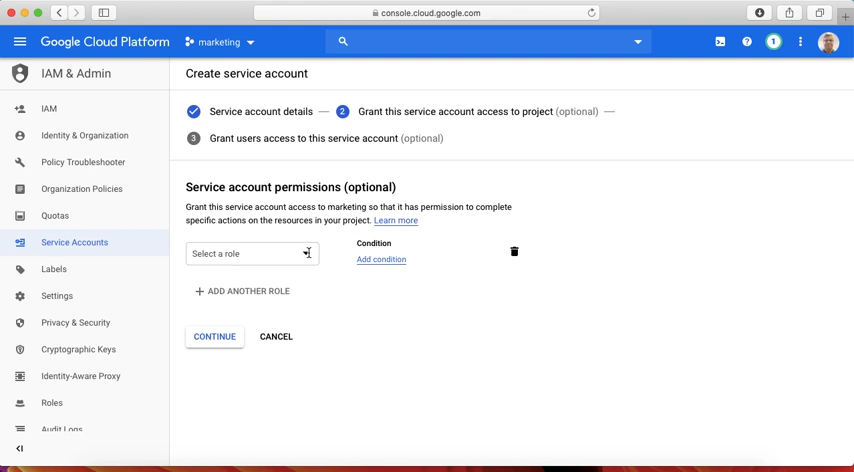 console.cloud.google.com
Google Cloud Platform
marketing
1
IAM & Admin
Create service account
IAM
Identity & Organization
Policy Troubleshooter
Organization Policies
Quotas
Service Accounts
Labels
Settings
Privacy & Security
Cryptographic Keys
Identity-Aware Proxy
Roles
Audit Logs
Service account details — 2 Grant this service account access to project (optional) —
3 Grant users access to this service account (optional)
Service account permissions (optional)
Grant this service account access to marketing so that it has permission to complete
specific actions on the resources in your project. Learn more
Select a role
Condition
Add condition
+ ADD ANOTHER ROLE
CONTINUE CANCEL